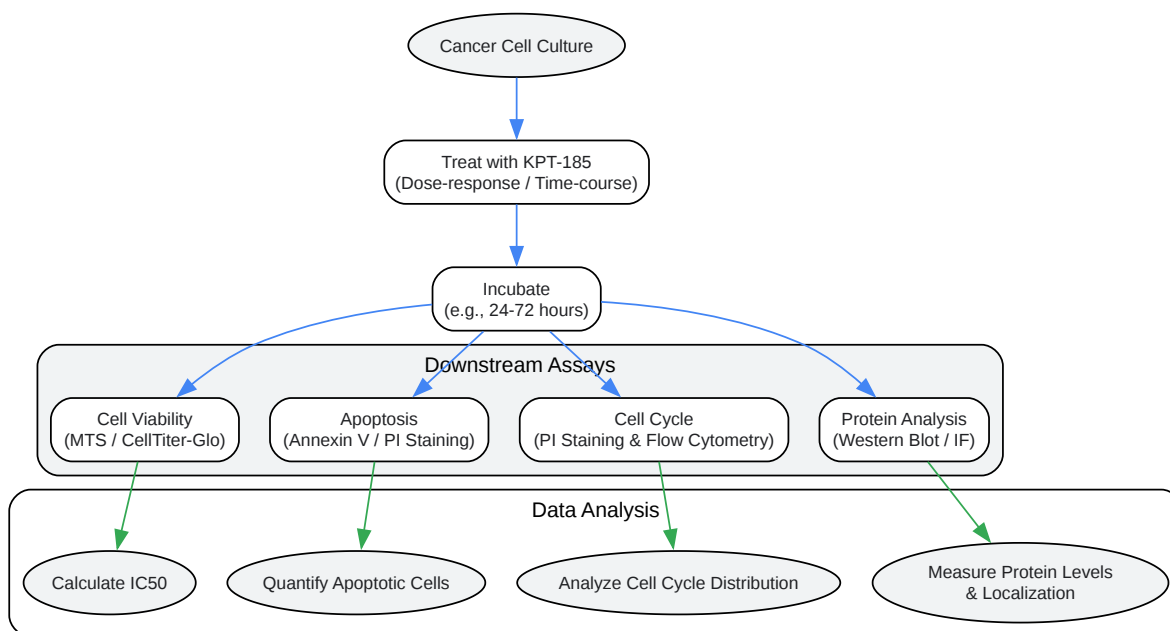 Cancer Cell Culture
Treat with KPT-185
(Dose-response / Time-course)
Incubate
(e.g., 24-72 hours)
Downstream Assays
Cell Viability
(MTS / CellTiter-Glo)
Apoptosis
(Annexin V / PI Staining)
Cell Cycle
(PI Staining & Flow Cytometry)
Protein Analysis
(Western Blot / IF)
Data Analysis
Calculate IC50
Quantify Apoptotic Cells
Analyze Cell Cycle Distribution
Measure Protein Levels
& Localization